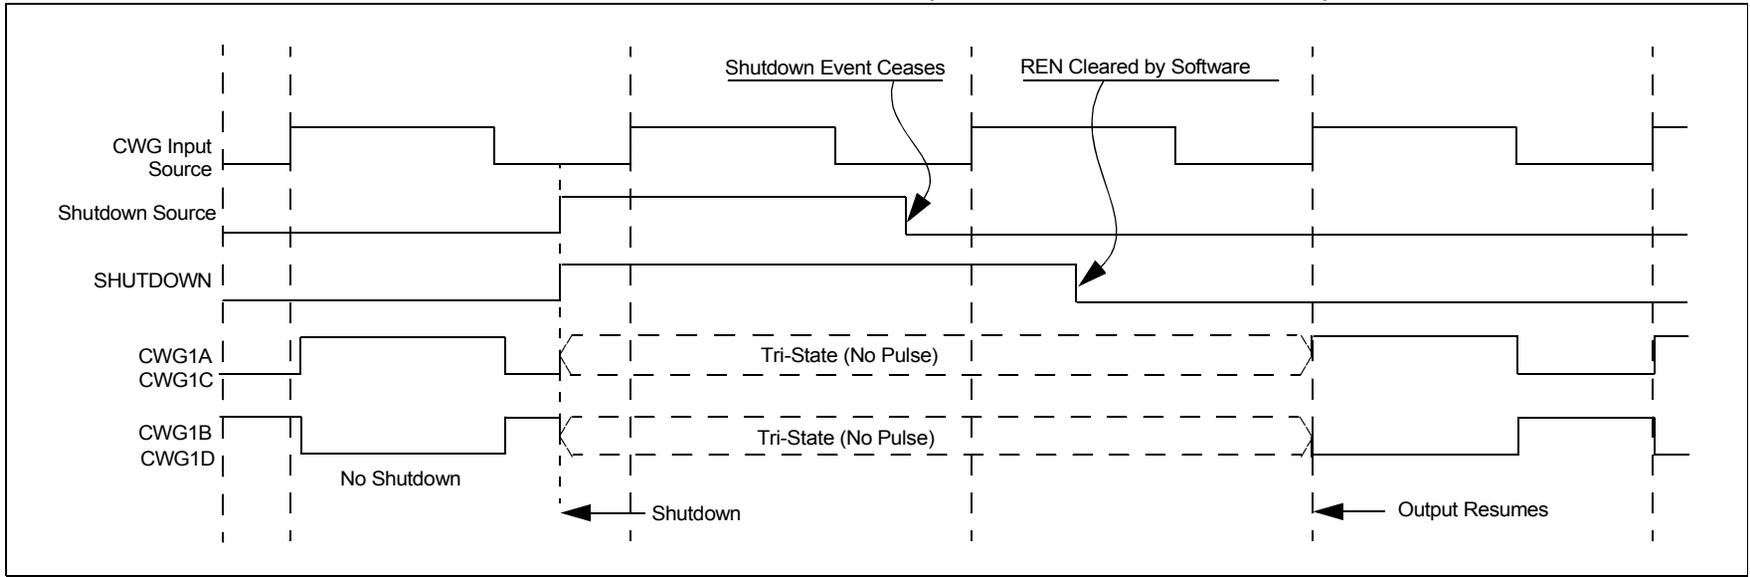 Shutdown Event Ceases
REN Cleared by Software
CWG Input
Source
Shutdown Source
SHUTDOWN
CWG1A
CWG1C
Tri-State (No Pulse)
CWG1B
CWG1D
Tri-State (No Pulse)
No Shutdown
Shutdown
Output Resumes